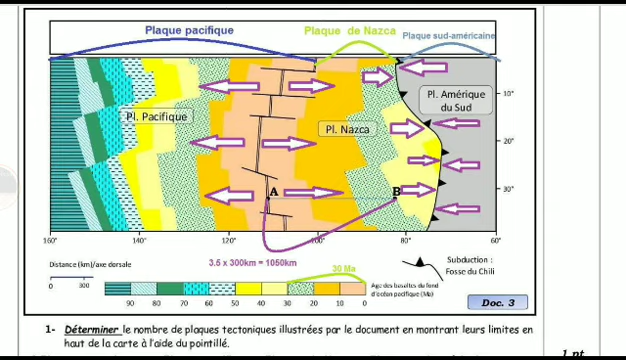 Plaque pacifique
Plaque de Nazca
Plaque sud-américaine
Pl. Pacifique
Pl. Nazca
Pl. Amérique
du Sud
10°
20°
30°
A
B
160°
140°
120°
100°
80°
60°
Distance (km)/axe dorsale
0 300
3.5 x 300km = 1050km
30 Ma
Subduction :
Fosse du Chili
90 80 70 60 50 40 30 20 10 0
Age des basaltes du fond
d'océan pacifique (Ma)
Doc. 3
1- Déterminer le nombre de plaques tectoniques illustrées par le document en montrant leurs limites en
haut de la carte à l'aide du pointillé.
1 pt